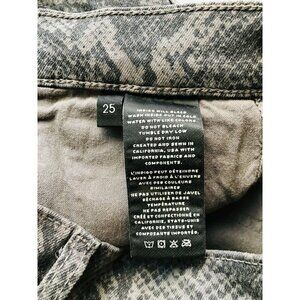 25
INDIGO WILL BLEED
WASH INSIDE OUT IN COLD
WATER WITH LIKE COLORS
DO NOT BLEACH
TUMBLE DRY LOW
DO NOT IRON
CREATED AND SEWN IN
CALIFORNIA, USA WITH
IMPORTED FABRICS AND
COMPONENTS.
L'INDIGO PEUT DÉTEINDRE
LAVER À FROID À L'ENVERS
AVEC DES COULEURS
SIMILAIRES
NE PAS UTILISER DE JAVEL
SÉCHAGE À BASSE
TEMPÉRATURE
NE PAS REPASSER
CRÉÉ ET CONFECTIONNÉ EN
CALIFORNIE, ÉTATS-UNIS
AVEC DES TISSUS ET
COMPOSANTS IMPORTÉS.